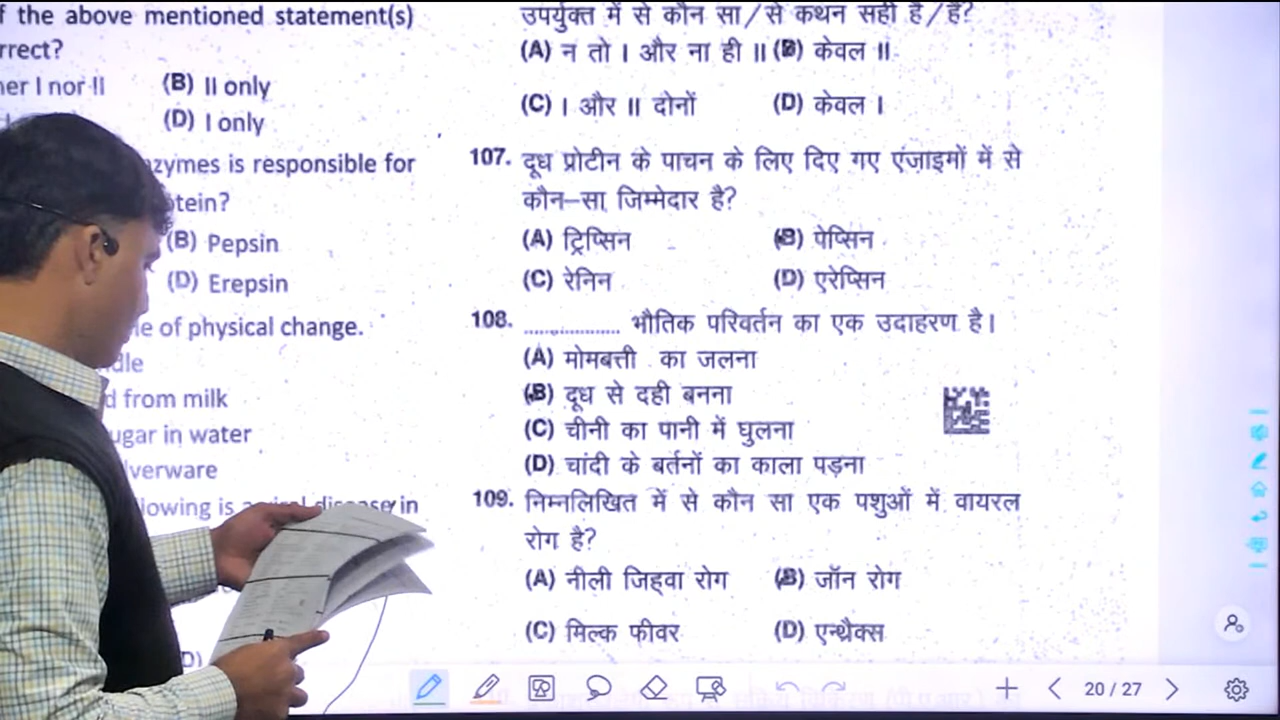 f the above mentioned statement(s)
rrect?
ner I nor II (B) II only
(D) I only
zymes is responsible for
tein?
(B) Pepsin
(D) Erepsin
le of physical change.
dle
d from milk
ugar in water
lverware
lowing is a viral disease in
D)
उपर्युक्त में से कौन सा/से कथन सही है/हैं?
(A) न तो I और ना ही II (B) केवल II
(C) I और II दोनों (D) केवल I
107. दूध प्रोटीन के पाचन के लिए दिए गए एंज़ाइमों में से
कौन-सा जिम्मेदार है?
(A) ट्रिप्सिन (B) पेप्सिन
(C) रेनिन (D) एरेप्सिन
108. ................... भौतिक परिवर्तन का एक उदाहरण है।
(A) मोमबत्ती का जलना
(B) दूध से दही बनना
(C) चीनी का पानी में घुलना
(D) चांदी के बर्तनों का काला पड़ना
109. निम्नलिखित में से कौन सा एक पशुओं में वायरल
रोग है?
(A) नीली जिह्वा रोग (B) जॉन रोग
(C) मिल्क फीवर (D) एन्थ्रैक्स
20 / 27